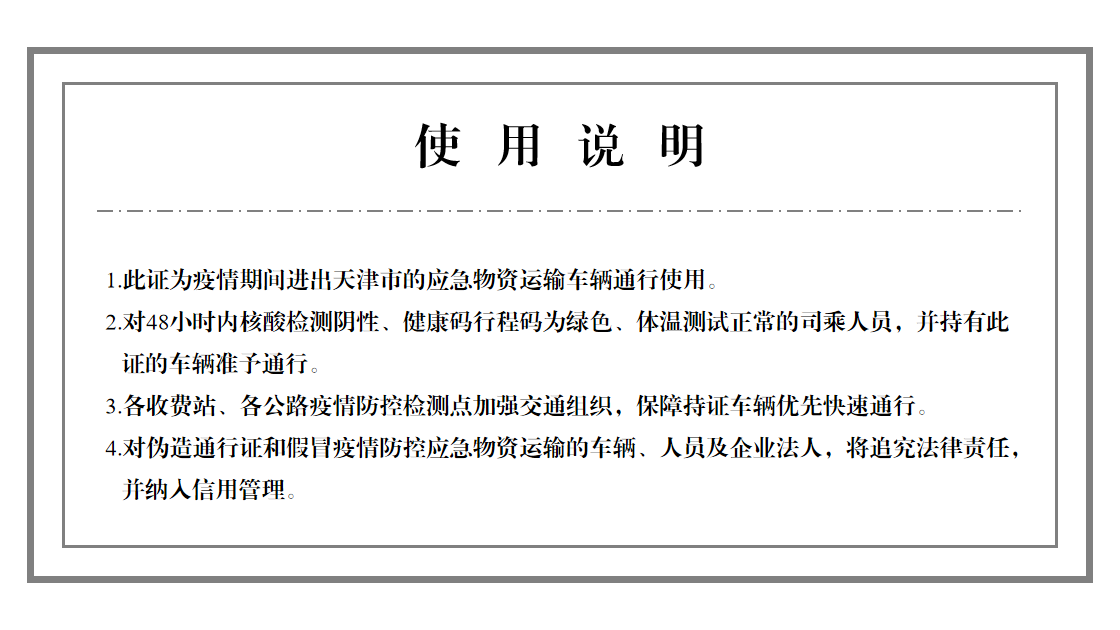 使用说明
1.此证为疫情期间进出天津市的应急物资运输车辆通行使用。
2.对48小时内核酸检测阴性、健康码行程码为绿色、体温测试正常的司乘人员，并持有此
证的车辆准予通行。
3.各收费站、各公路疫情防控检测点加强交通组织，保障持证车辆优先快速通行。
4.对伪造通行证和假冒疫情防控应急物资运输的车辆、人员及企业法人，将追究法律责任，
并纳入信用管理。